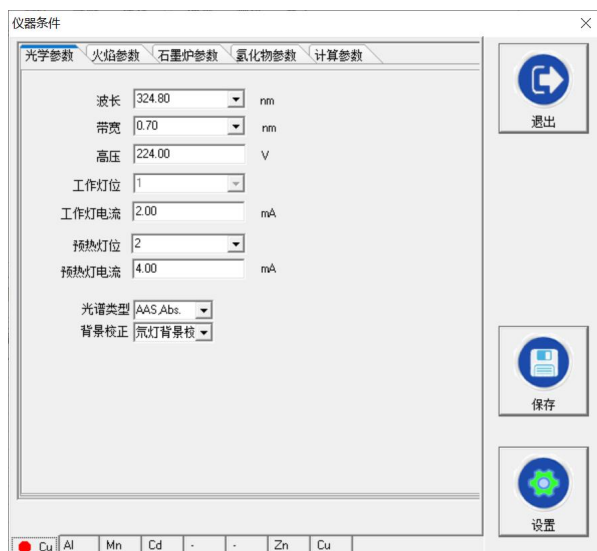 仪器条件
光学参数 火焰参数 石墨炉参数 氢化物参数 计算参数
波长 324.80 nm
带宽 0.70 nm
高压 224.00 V
工作灯位 1
工作灯电流 2.00 mA
预热灯位 2
预热灯电流 4.00 mA
光谱类型 AAS,Abs.
背景校正 氘灯背景校
退出
保存
设置
Cu Al Mn Cd - - Zn Cu